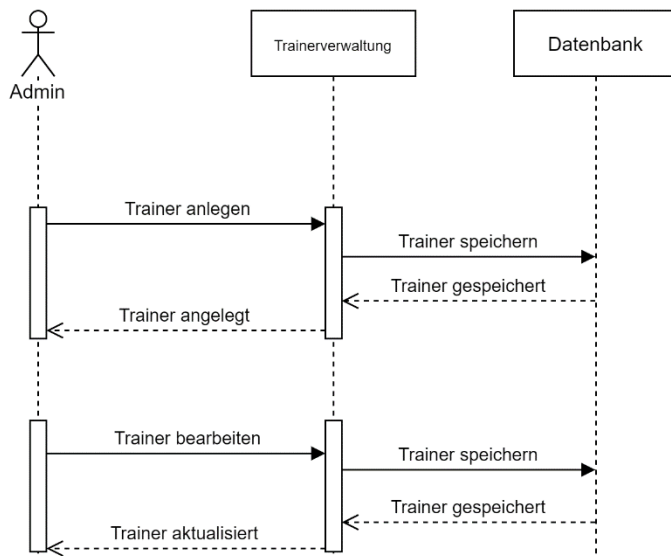 Trainerverwaltung
Datenbank
Admin
Trainer anlegen
Trainer speichern
Trainer gespeichert
Trainer angelegt
Trainer bearbeiten
Trainer speichern
Trainer gespeichert
Trainer aktualisiert